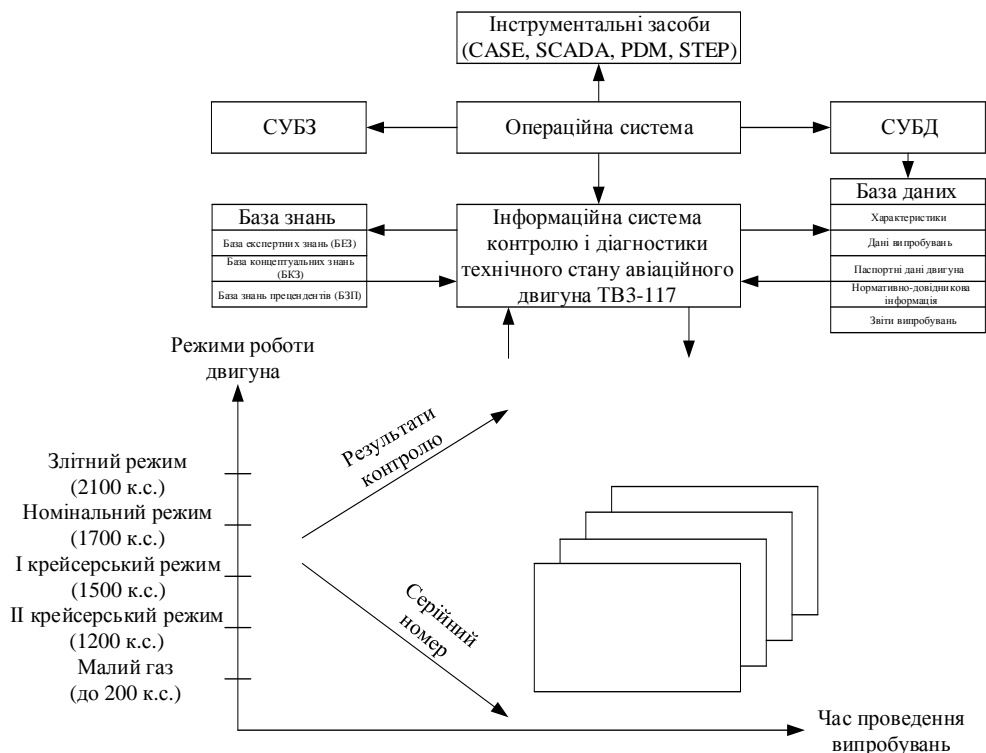 Інструментальні засоби
(CASE, SCADA, PDM, STEP)
СУБЗ
Операційна система
СУБД
База знань
База експертних знань (БЕЗ)
База концептуальних знань
(БКЗ)
База знань прецендентів (БЗП)
Інформаційна система
контролю і діагностики
технічного стану авіаційного
двигуна ТВ3-117
База даних
Характеристики
Дані випробувань
Паспортні дані двигуна
Нормативно-довідникова
інформація
Звіти випробувань
Режими роботи
двигуна
Злітний режим
(2100 к.с.)
Номінальний режим
(1700 к.с.)
І крейсерський режим
(1500 к.с.)
ІІ крейсерський режим
(1200 к.с.)
Малий газ
(до 200 к.с.)
Результати
контролю
Серійний
номер
Час проведення
випробувань